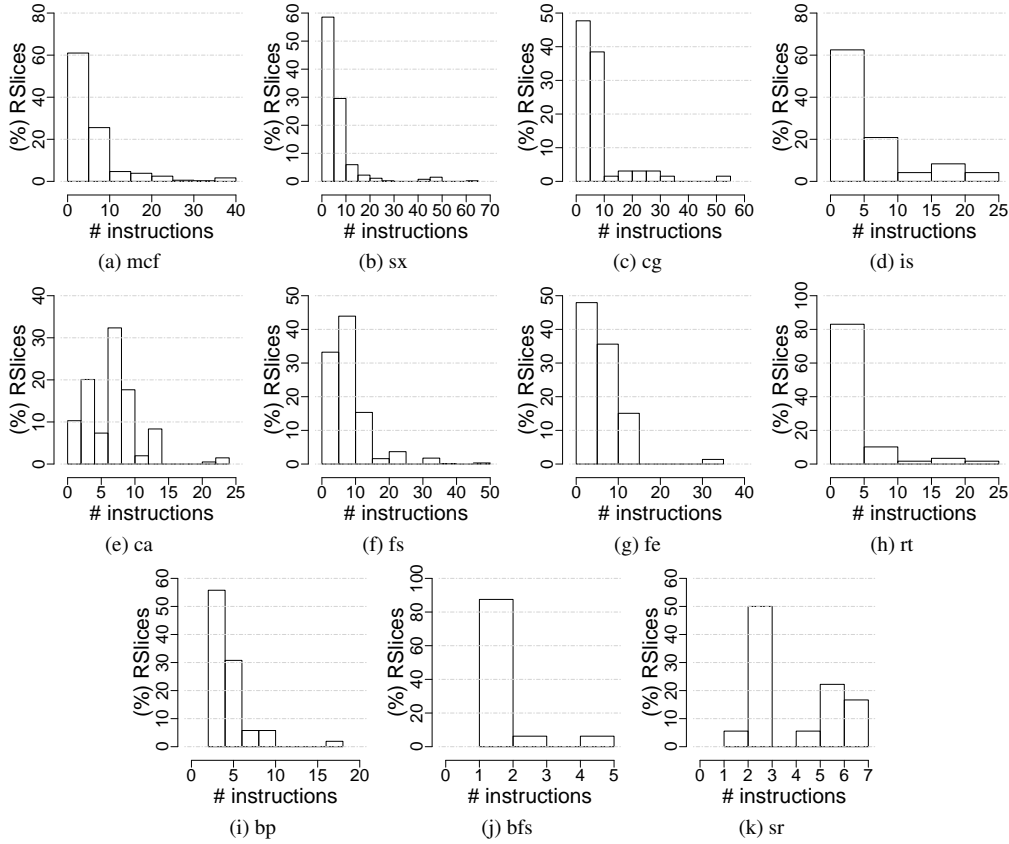 (%) RSlices
0 20 40 60 80
0 10 20 30 40
# instructions
(a) mcf
(%) RSlices
0 10 20 30 40 50 60
0 10 20 30 40 50 60 70
# instructions
(b) sx
(%) RSlices
0 10 20 30 40 50
0 10 20 30 40 50 60
# instructions
(c) cg
(%) RSlices
0 20 40 60 80
0 5 10 15 20 25
# instructions
(d) is
(%) RSlices
0 10 20 30 40
0 5 10 15 20 25
# instructions
(e) ca
(%) RSlices
0 10 20 30 40 50
0 10 20 30 40 50
# instructions
(f) fs
(%) RSlices
0 10 20 30 40 50
0 10 20 30 40
# instructions
(g) fe
(%) RSlices
0 20 40 60 80 100
0 5 10 15 20 25
# instructions
(h) rt
(%) RSlices
0 10 20 30 40 50 60
0 5 10 15 20
# instructions
(i) bp
(%) RSlices
0 20 40 60 80 100
0 1 2 3 4 5
# instructions
(j) bfs
(%) RSlices
0 10 20 30 40 50 60
0 1 2 3 4 5 6 7
# instructions
(k) sr